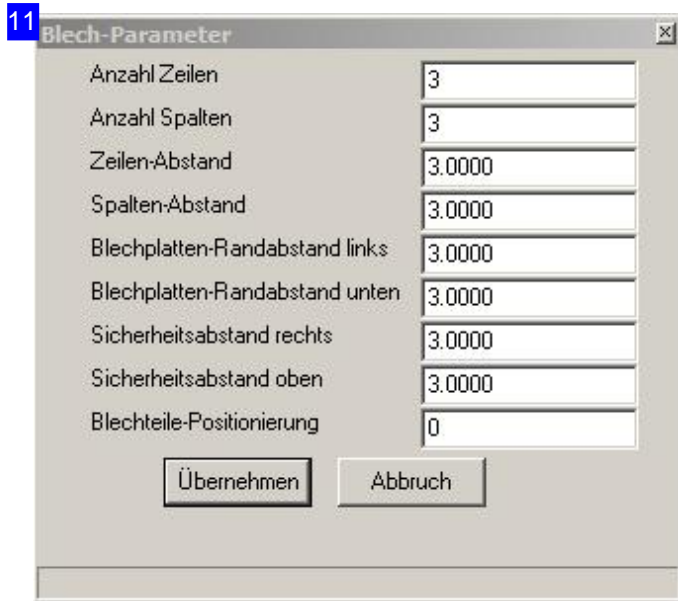 11
Blech-Parameter
Anzahl Zeilen 3
Anzahl Spalten 3
Zeilen-Abstand 3.0000
Spalten-Abstand 3.0000
Blechplatten-Randabstand links 3.0000
Blechplatten-Randabstand unten 3.0000
Sicherheitsabstand rechts 3.0000
Sicherheitsabstand oben 3.0000
Blechteile-Positionierung 0
Übernehmen Abbruch